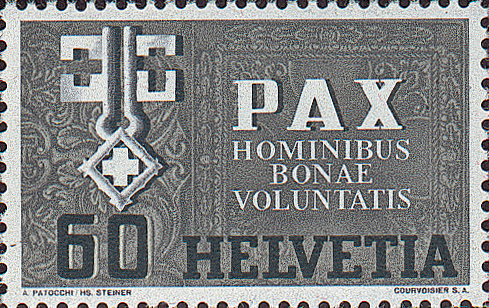 PAX
HOMINIBUS
BONAE
VOLUNTATIS
60 HELVETIA
A. PATOCCHI/HS. STEINER COURVOISIER S.A.